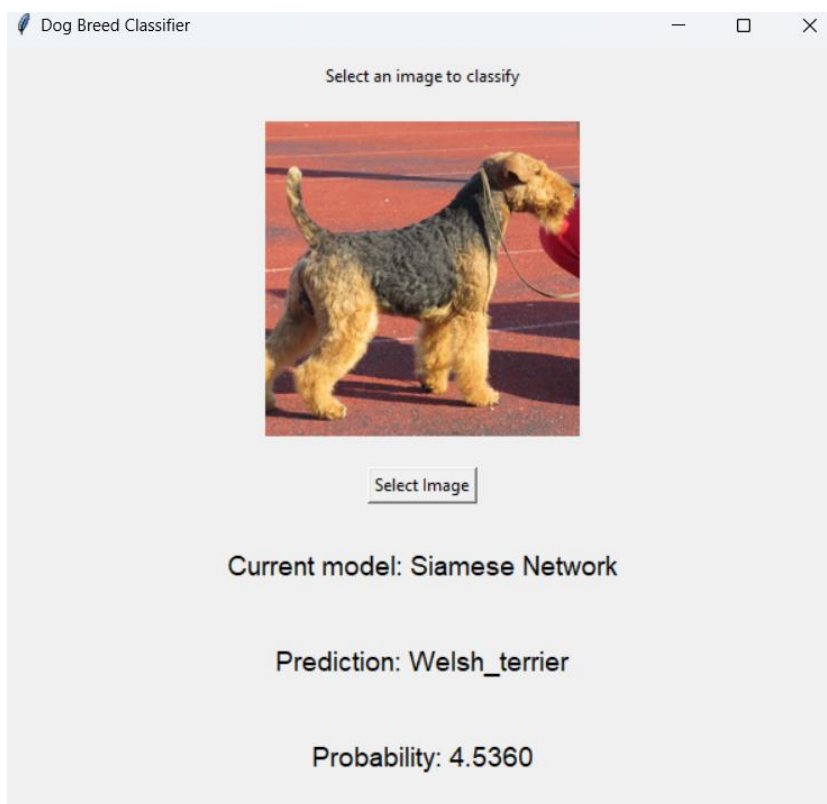 Dog Breed Classifier
Select an image to classify
Select Image
Current model: Siamese Network
Prediction: Welsh_terrier
Probability: 4.5360